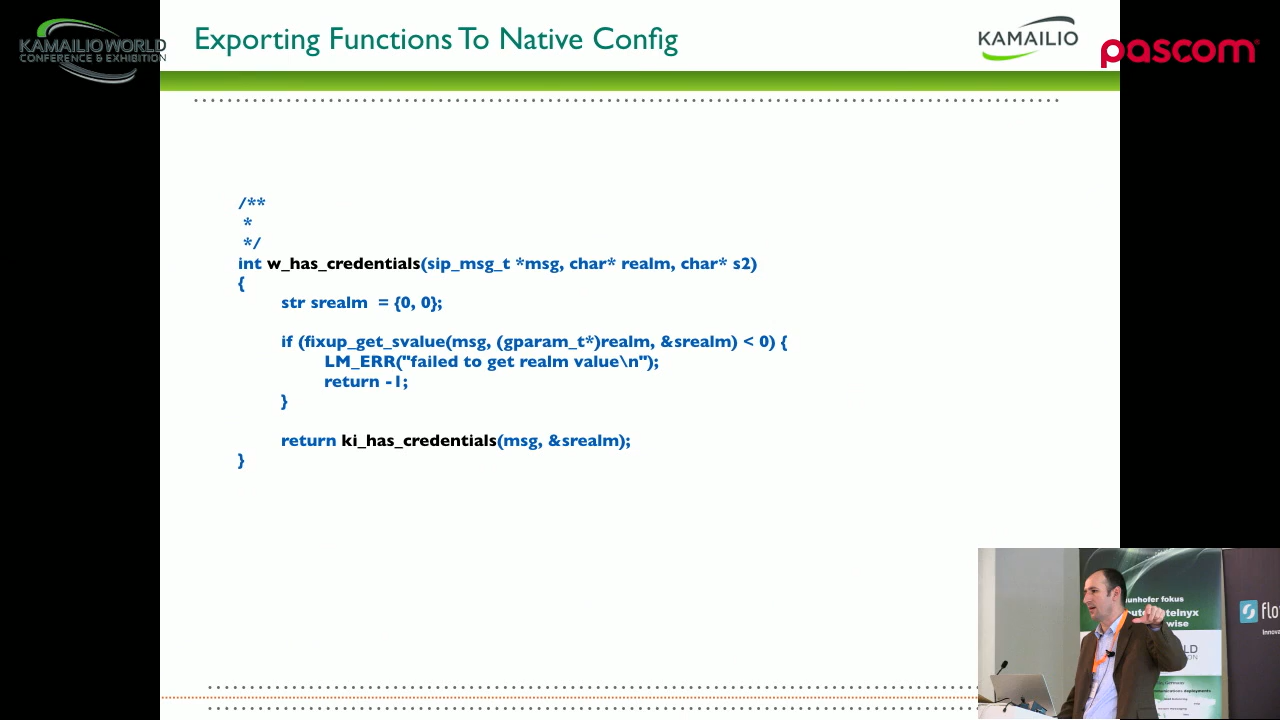 Exporting Functions To Native Config
KAMAILIO WORLD
CONFERENCE & EXHIBITION
KAMAILIO
pascom
/**
*
*/
int w_has_credentials(sip_msg_t *msg, char* realm, char* s2)
{
str srealm = {0, 0};
if (fixup_get_svalue(msg, (gparam_t*)realm, &srealm) < 0) {
LM_ERR("failed to get realm value\n");
return -1;
}
return ki_has_credentials(msg, &srealm);
}
fokus
wise
flo